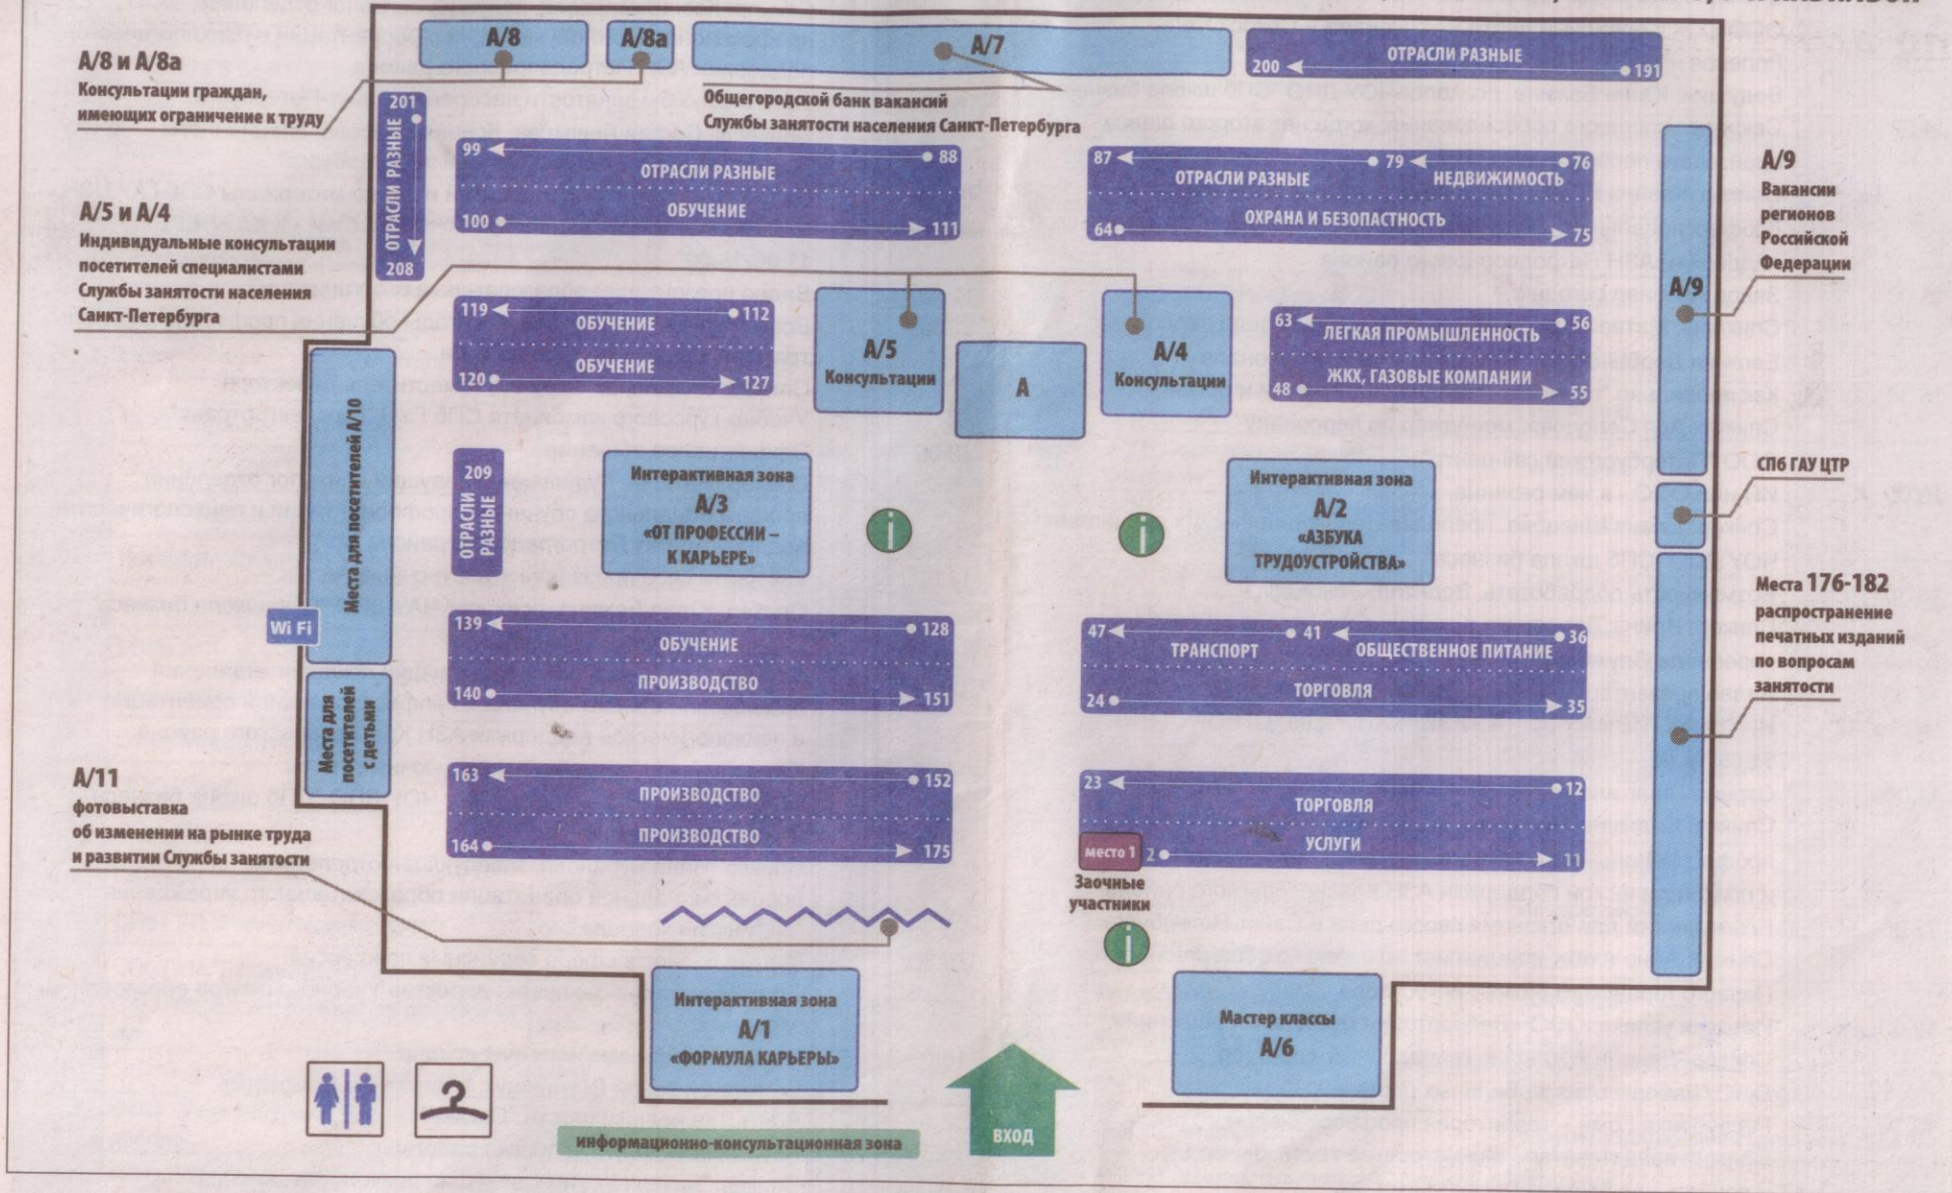 А/8
А/8а
А/7
ОТРАСЛИ РАЗНЫЕ
200
191
А/8 и А/8а
Консультации граждан,
имеющих ограничение к труду
Общегородской банк вакансий
Службы занятости населения Санкт-Петербурга
201
ОТРАСЛИ РАЗНЫЕ
208
99
88
ОТРАСЛИ РАЗНЫЕ
ОБУЧЕНИЕ
100
111
87
79
76
ОТРАСЛИ РАЗНЫЕ
НЕДВИЖИМОСТЬ
ОХРАНА И БЕЗОПАСТНОСТЬ
64
75
А/9
Вакансии
регионов
Российской
Федерации
А/5 и А/4
Индивидуальные консультации
посетителей специалистами
Службы занятости населения
Санкт-Петербурга
А/9
119
112
ОБУЧЕНИЕ
ОБУЧЕНИЕ
120
127
А/5
Консультации
А
А/4
Консультации
63
56
ЛЕГКАЯ ПРОМЫШЛЕННОСТЬ
ЖКХ, ГАЗОВЫЕ КОМПАНИИ
48
55
Места для посетителей А/10
Wi Fi
209
ОТРАСЛИ
РАЗНЫЕ
Интерактивная зона
А/3
«ОТ ПРОФЕССИИ –
К КАРЬЕРЕ»
i
i
Интерактивная зона
А/2
«АЗБУКА
ТРУДОУСТРОЙСТВА»
СПб ГАУ ЦТР
Места 176-182
распространение
печатных изданий
по вопросам
занятости
139
128
ОБУЧЕНИЕ
ПРОИЗВОДСТВО
140
151
47
41
36
ТРАНСПОРТ
ОБЩЕСТВЕННОЕ ПИТАНИЕ
ТОРГОВЛЯ
24
35
Места для
посетителей
с детьми
А/11
фотовыставка
об изменении на рынке труда
и развитии Службы занятости
163
152
ПРОИЗВОДСТВО
ПРОИЗВОДСТВО
164
175
23
12
ТОРГОВЛЯ
УСЛУГИ
место 1
2
11
Заочные
участники
i
Интерактивная зона
А/1
«ФОРМУЛА КАРЬЕРЫ»
Мастер классы
А/6
информационно-консультационная зона
ВХОД